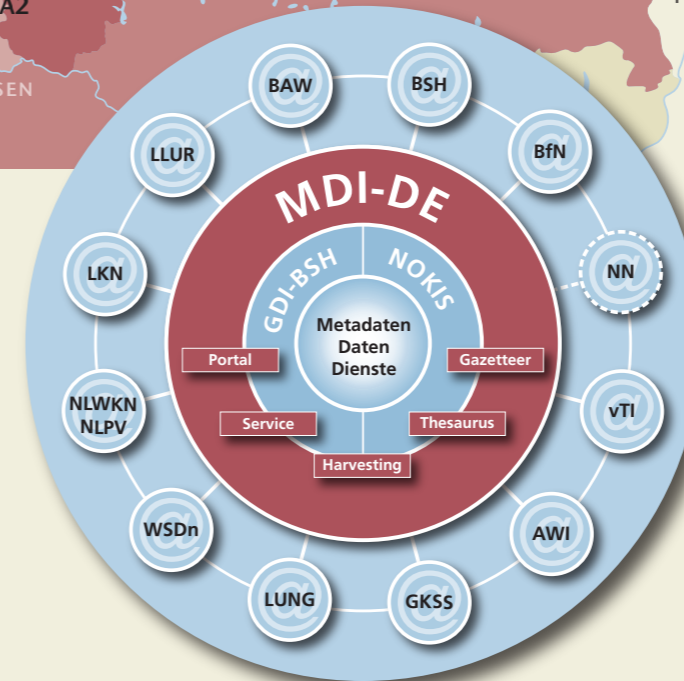 A2
SEN
BAW
BSH
LLUR
BfN
MDI-DE
LKN
GDI-BSH
NOKIS
@ NN
Metadaten
Daten
Dienste
Portal
Gazetteer
NLWKN
NLPV
vTI
Service
Thesaurus
Harvesting
WSDn
AWI
LUNG
GKSS